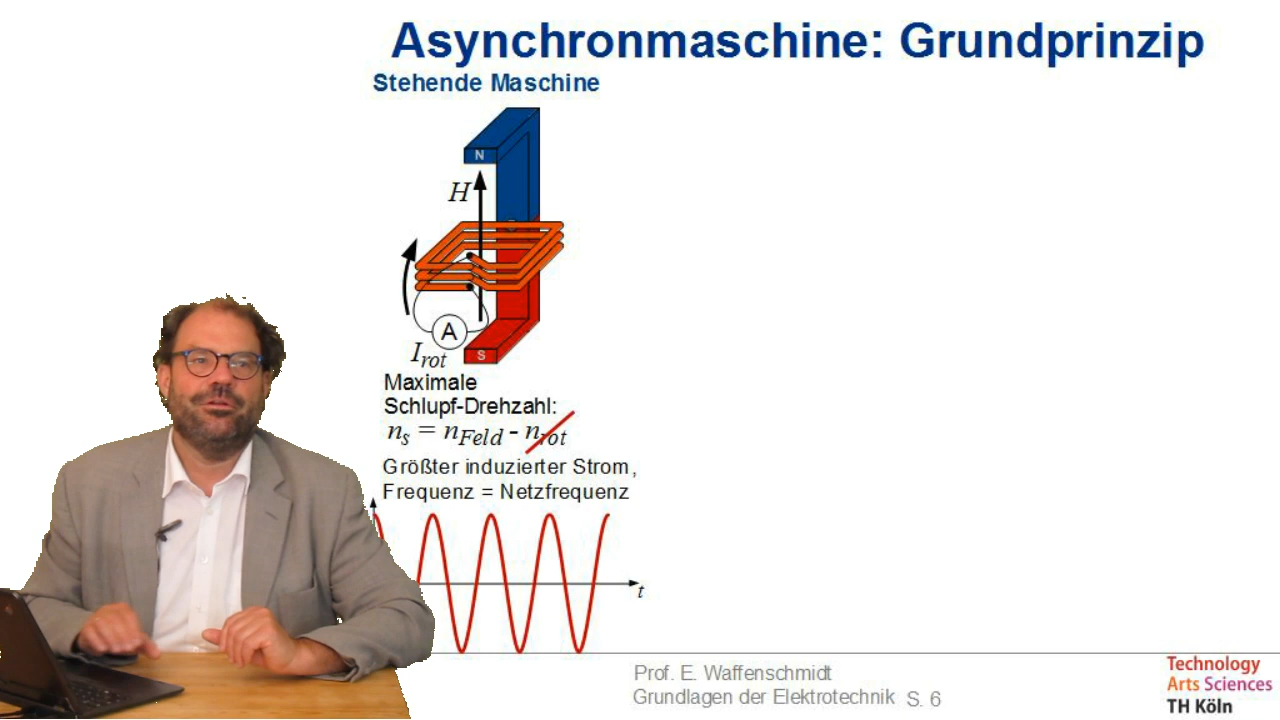 Asynchronmaschine: Grundprinzip
Stehende Maschine
N
H
A
S
I_rot
Maximale
Schlupf-Drehzahl:
n_s = n_Feld - n_rot
Größter induzierter Strom,
Frequenz = Netzfrequenz
t
Prof. E. Waffenschmidt
Grundlagen der Elektrotechnik S. 6
Technology
Arts Sciences
TH Köln